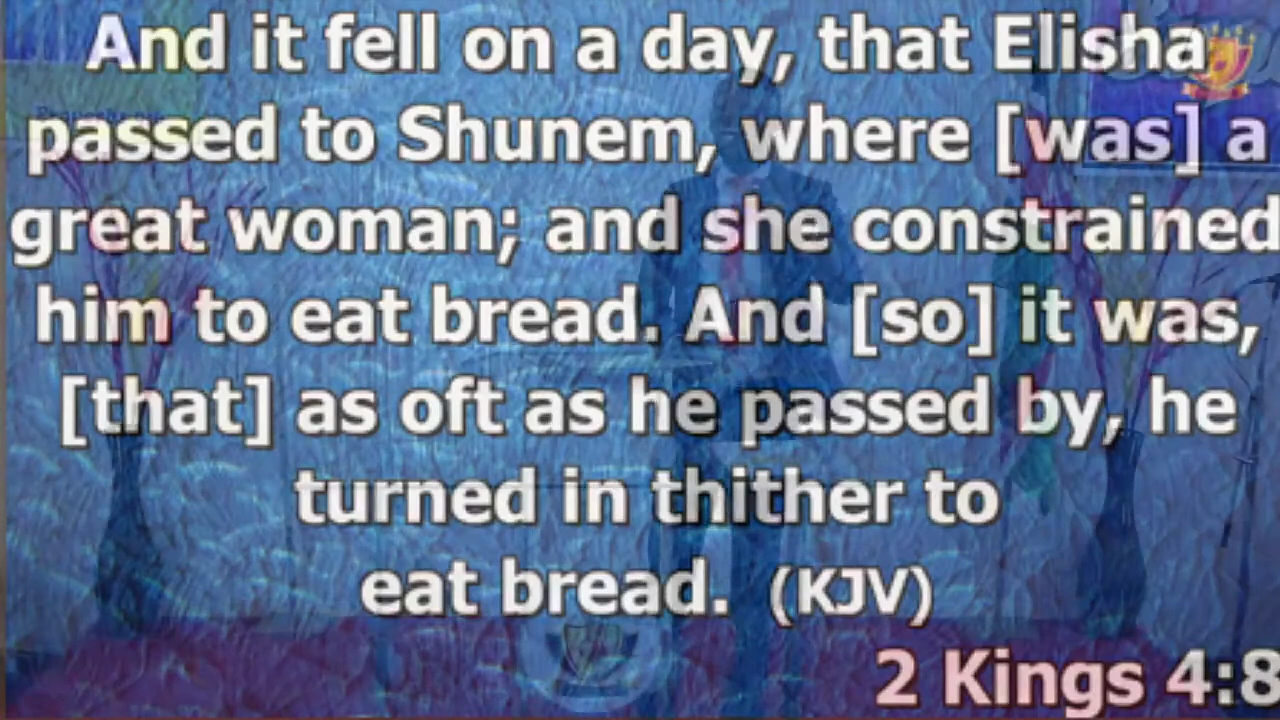 And it fell on a day, that Elisha
passed to Shunem, where [was] a
great woman; and she constrained
him to eat bread. And [so] it was,
[that] as oft as he passed by, he
turned in thither to
eat bread. (KJV)
2 Kings 4:8